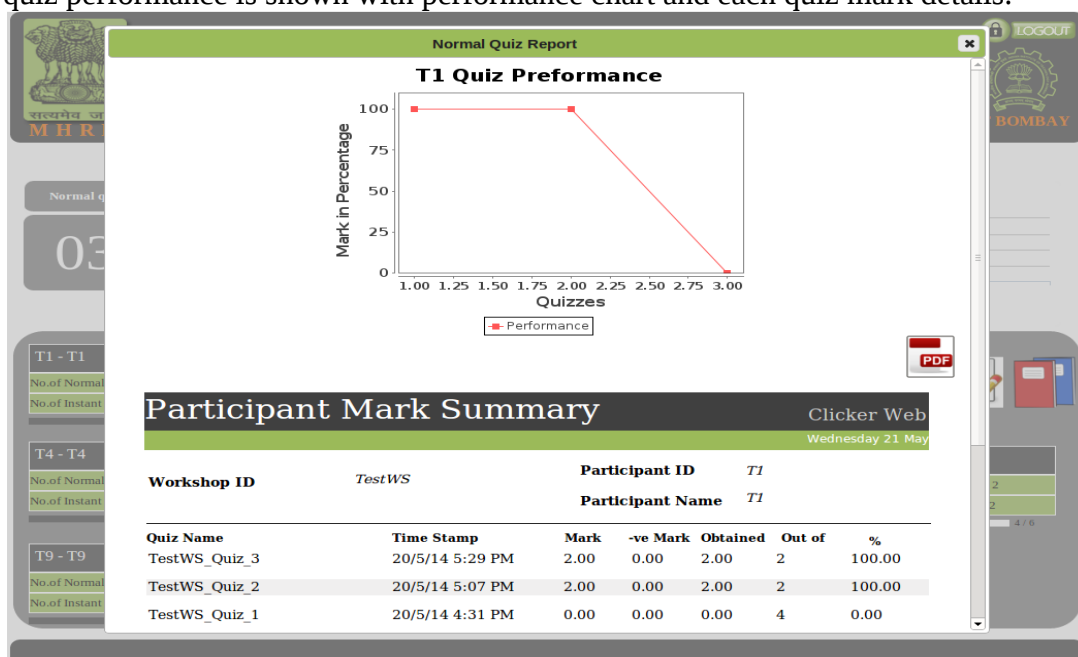 quiz performance is shown with performance chart and each quiz mark details.
Normal Quiz Report
LOGOUT
T1 Quiz Preformance
सत्यमेव
M H R
BOMBAY
Mark in Percentage
100
75
50
25
0
1.00 1.25 1.50 1.75 2.00 2.25 2.50 2.75 3.00
Quizzes
Performance
Normal
03
PDF
T1 - T1
No.of Normal
No.of Instant
Participant Mark Summary
Clicker Web
Wednesday 21 May
T4 - T4
No.of Normal
No.of Instant
2
2
4 / 6
Workshop ID TestWS Participant ID T1
Participant Name T1
Quiz Name Time Stamp Mark -ve Mark Obtained Out of %
TestWS_Quiz_3 20/5/14 5:29 PM 2.00 0.00 2.00 2 100.00
TestWS_Quiz_2 20/5/14 5:07 PM 2.00 0.00 2.00 2 100.00
TestWS_Quiz_1 20/5/14 4:31 PM 0.00 0.00 0.00 4 0.00
T9 - T9
No.of Normal
No.of Instant